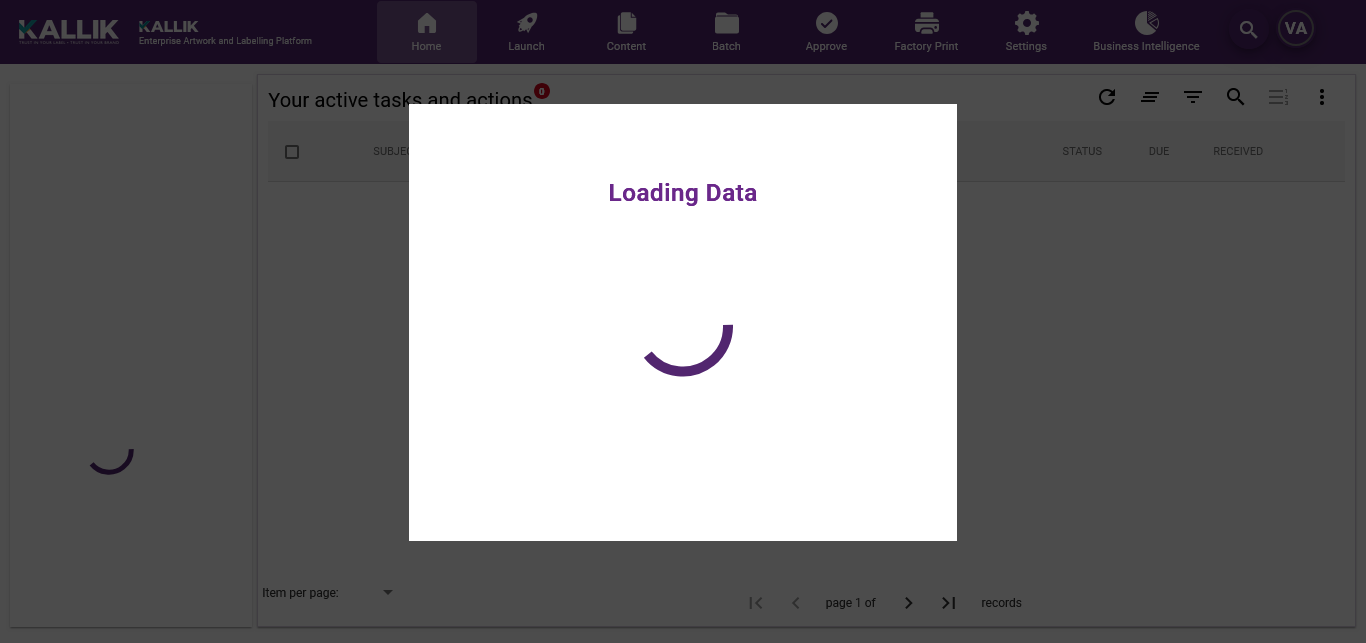 KALLIK
KALLIK
Enterprise Artwork and Labelling Platform
Home
Launch
Content
Batch
Approve
Factory Print
Settings
Business Intelligence
VA
Your active tasks and actions
0
STATUS
DUE
RECEIVED
Loading Data
Item per page:
page 1 of
records